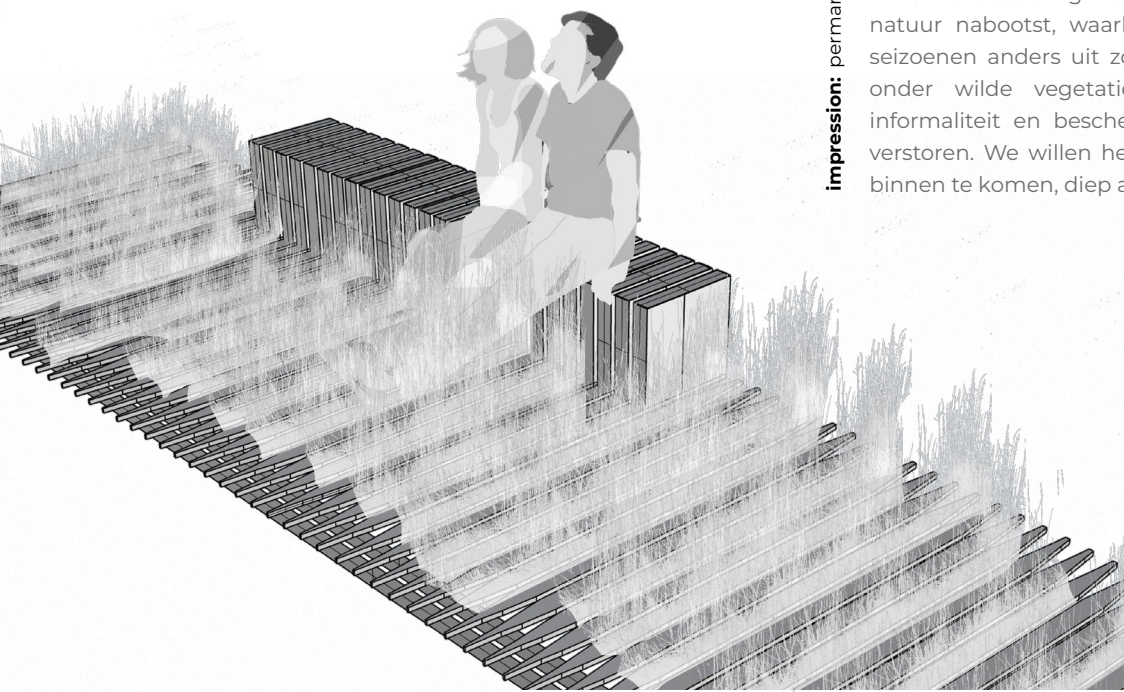 impression: perman
natuur nabootst, waar
seizoenen anders uit z
onder wilde vegetati
informaliteit en besche
verstoren. We willen he
binnen te komen, diep a